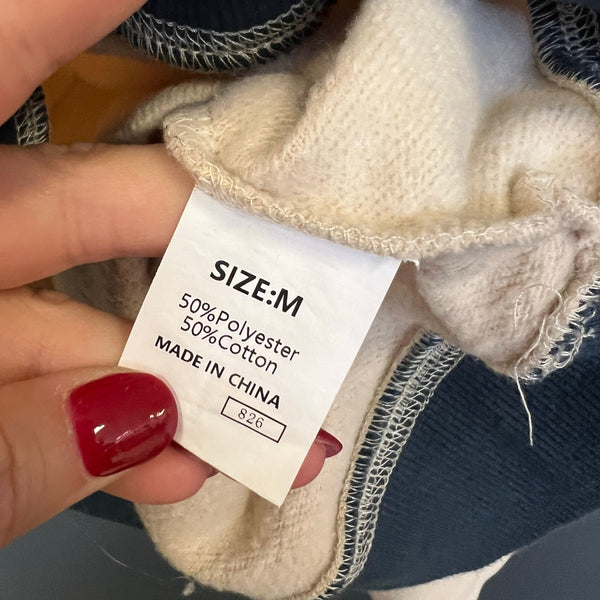 SIZE:M
50%Polyester
50%Cotton
MADE IN CHINA
826